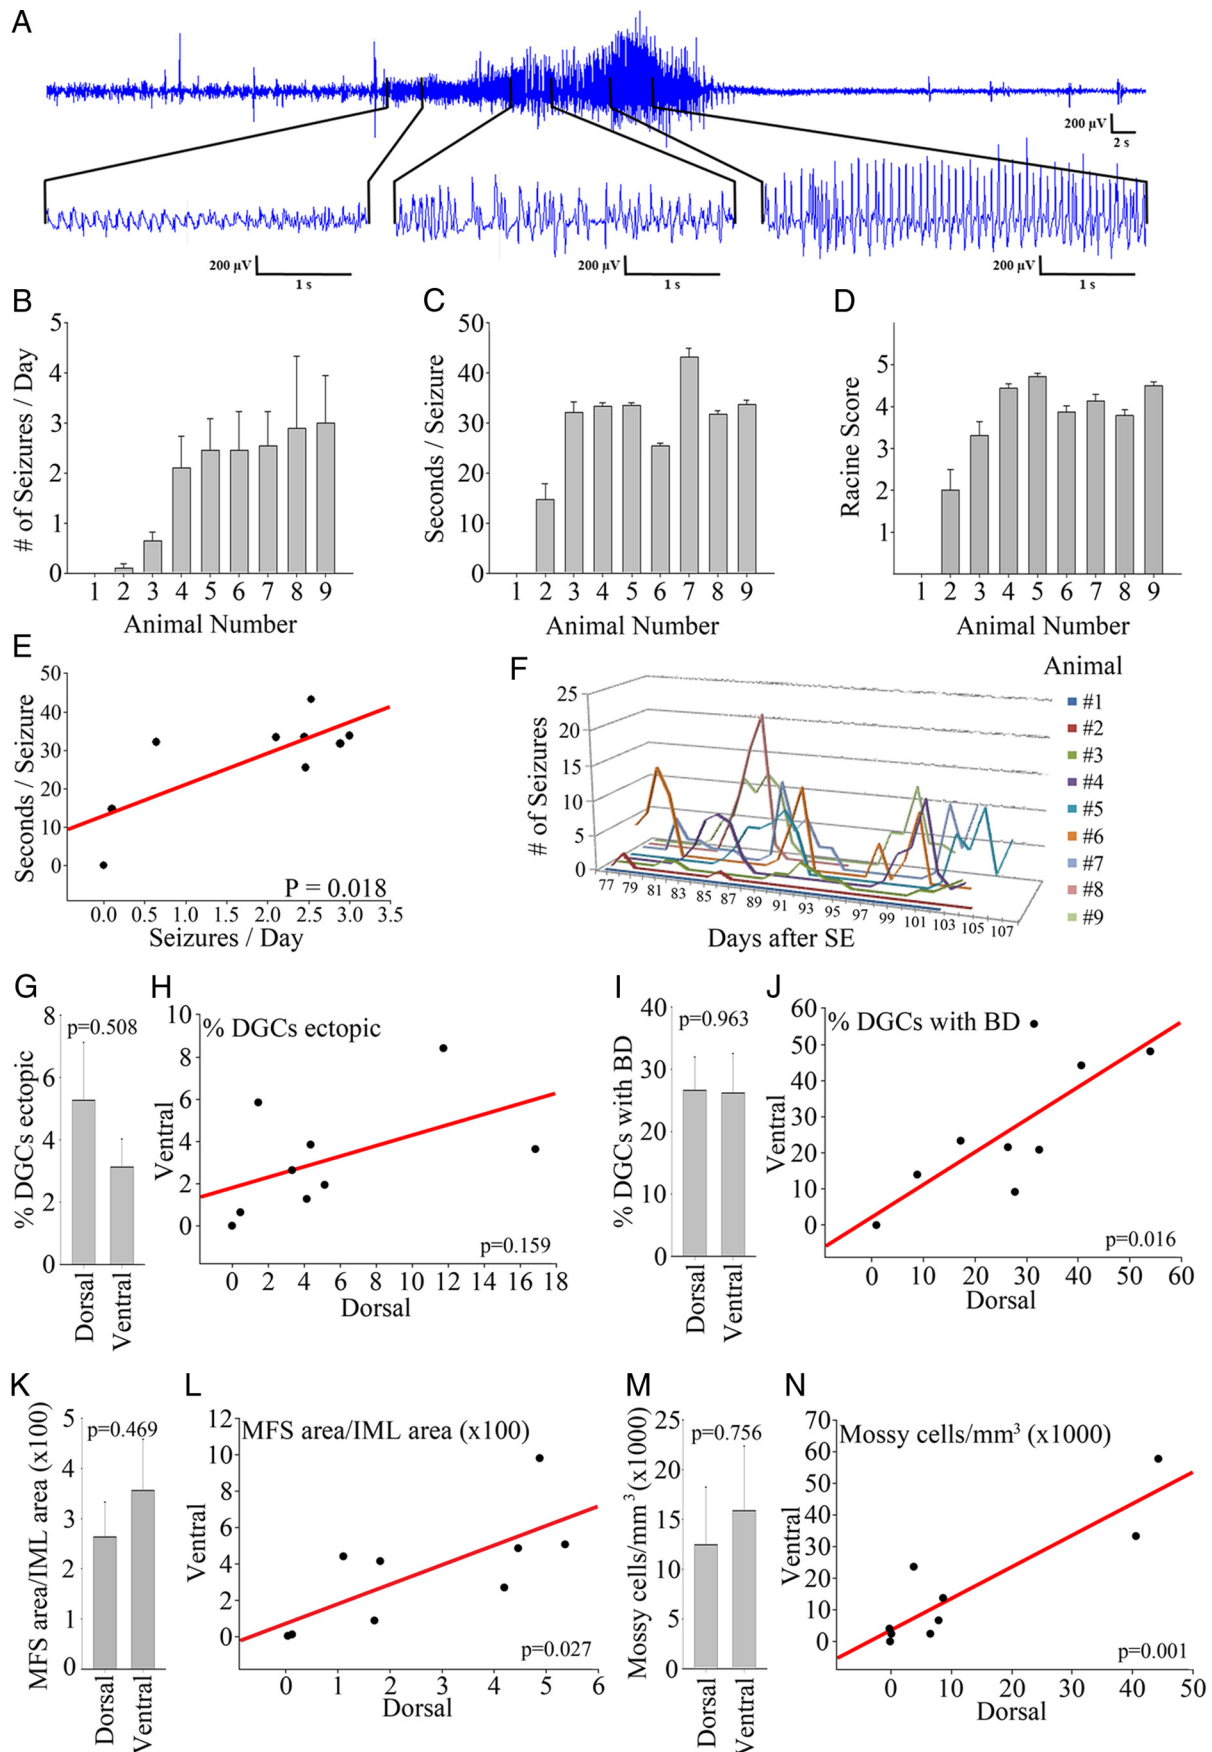 A
200 µV
2 s
200 µV
1 s
200 µV
1 s
200 µV
1 s
B
# of Seizures / Day
5
4
3
2
1
0
1 2 3 4 5 6 7 8 9
Animal Number
C
Seconds / Seizure
50
40
30
20
10
0
1 2 3 4 5 6 7 8 9
Animal Number
D
Racine Score
5
4
3
2
1
1 2 3 4 5 6 7 8 9
Animal Number
E
Seconds / Seizure
50
40
30
20
10
0
P = 0.018
0.0 0.5 1.0 1.5 2.0 2.5 3.0 3.5
Seizures / Day
F
# of Seizures
25
20
15
10
5
0
77 79 81 83 85 87 89 91 93 95 97 99 101 103 105 107
Days after SE
Animal
#1
#2
#3
#4
#5
#6
#7
#8
#9
G
% DGCs ectopic
8
6
4
2
0
p=0.508
Dorsal
Ventral
H
% DGCs ectopic
Ventral
10
8
6
4
2
0
p=0.159
0 2 4 6 8 10 12 14 16 18
Dorsal
I
% DGCs with BD
40
30
20
10
0
p=0.963
Dorsal
Ventral
J
% DGCs with BD
Ventral
60
50
40
30
20
10
0
p=0.016
0 10 20 30 40 50 60
Dorsal
K
MFS area/IML area (x100)
5
4
3
2
1
0
p=0.469
Dorsal
Ventral
L
MFS area/IML area (x100)
Ventral
12
10
8
6
4
2
0
p=0.027
0 1 2 3 4 5 6
Dorsal
M
Mossy cells/mm³ (x1000)
25
20
15
10
5
0
p=0.756
Dorsal
Ventral
N
Mossy cells/mm³ (x1000)
Ventral
70
60
50
40
30
20
10
0
p=0.001
0 10 20 30 40 50
Dorsal